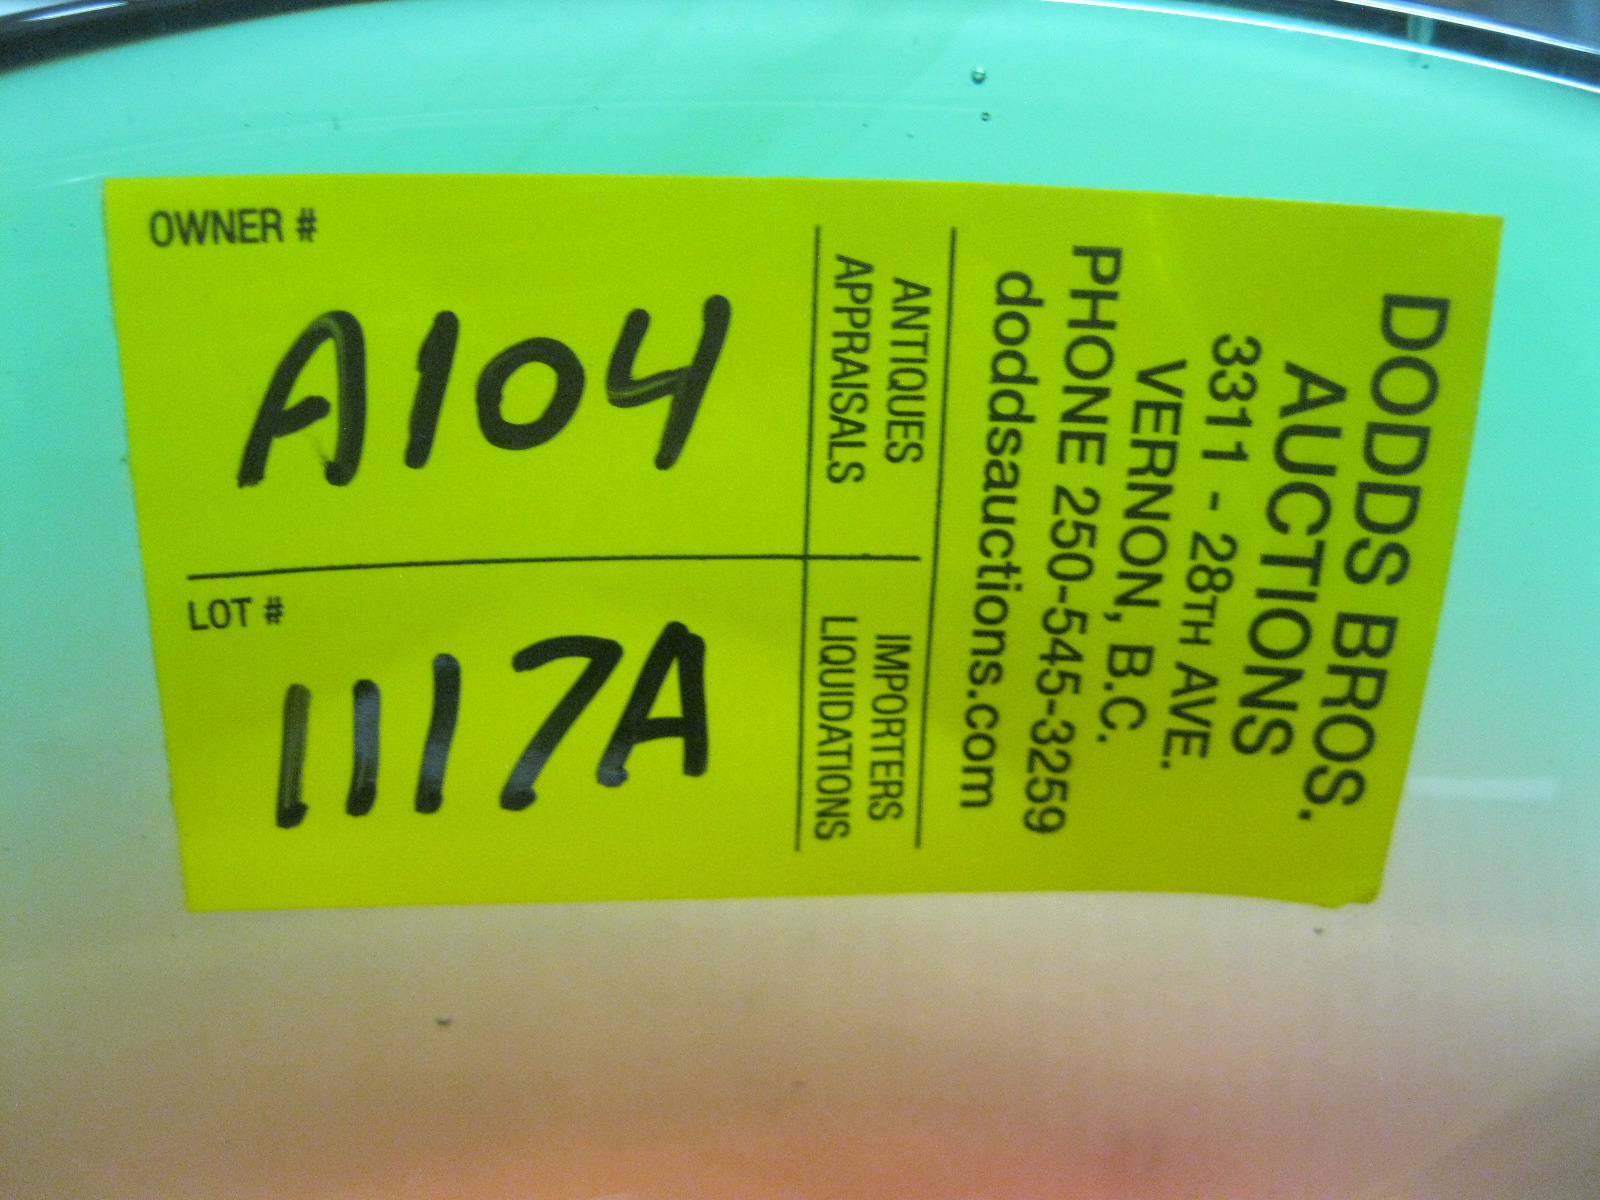 OWNER #
A104
LOT #
1117A
ANTIQUES
APPRAISALS
IMPORTERS
LIQUIDATIONS
DODDS BROS.
AUCTIONS
3311 - 28TH AVE.
VERNON, B.C.
PHONE 250-545-3259
doddsauctions.com